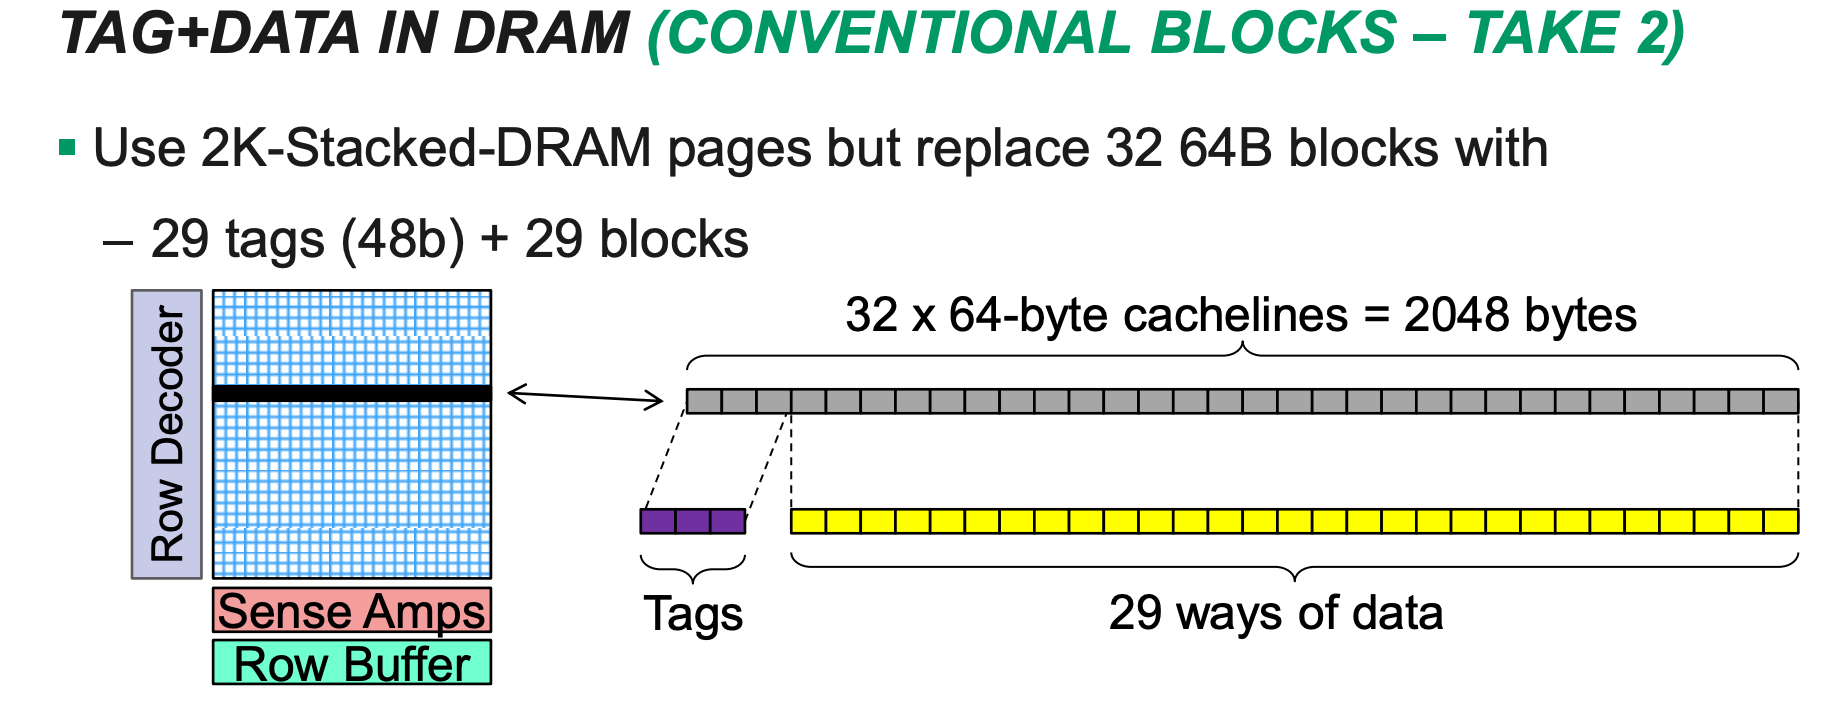 TAG+DATA IN DRAM (CONVENTIONAL BLOCKS – TAKE 2)
▪ Use 2K-Stacked-DRAM pages but replace 32 64B blocks with
– 29 tags (48b) + 29 blocks
32 x 64-byte cachelines = 2048 bytes
Row Decoder
Tags
29 ways of data
Sense Amps
Row Buffer